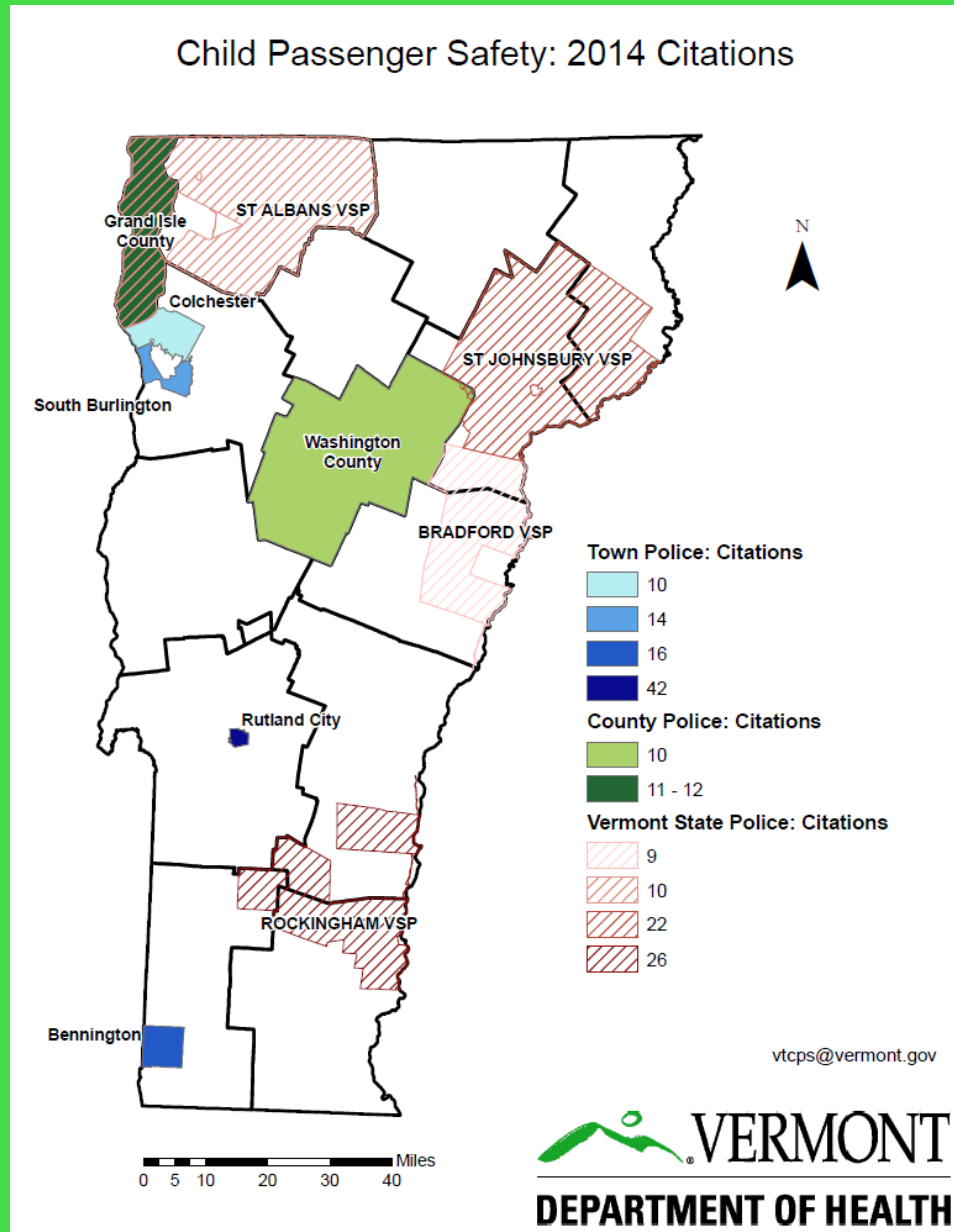 Child Passenger Safety: 2014 Citations
ST ALBANS VSP
Grand Isle
County
N
Colchester
ST JOHNSBURY VSP
South Burlington
Washington
County
BRADFORD VSP
Town Police: Citations
10
14
16
42
Rutland City
County Police: Citations
10
11 - 12
Vermont State Police: Citations
9
10
22
26
ROCKINGHAM VSP
Bennington
vtcps@vermont.gov
Miles
0 5 10 20 30 40
VERMONT
DEPARTMENT OF HEALTH